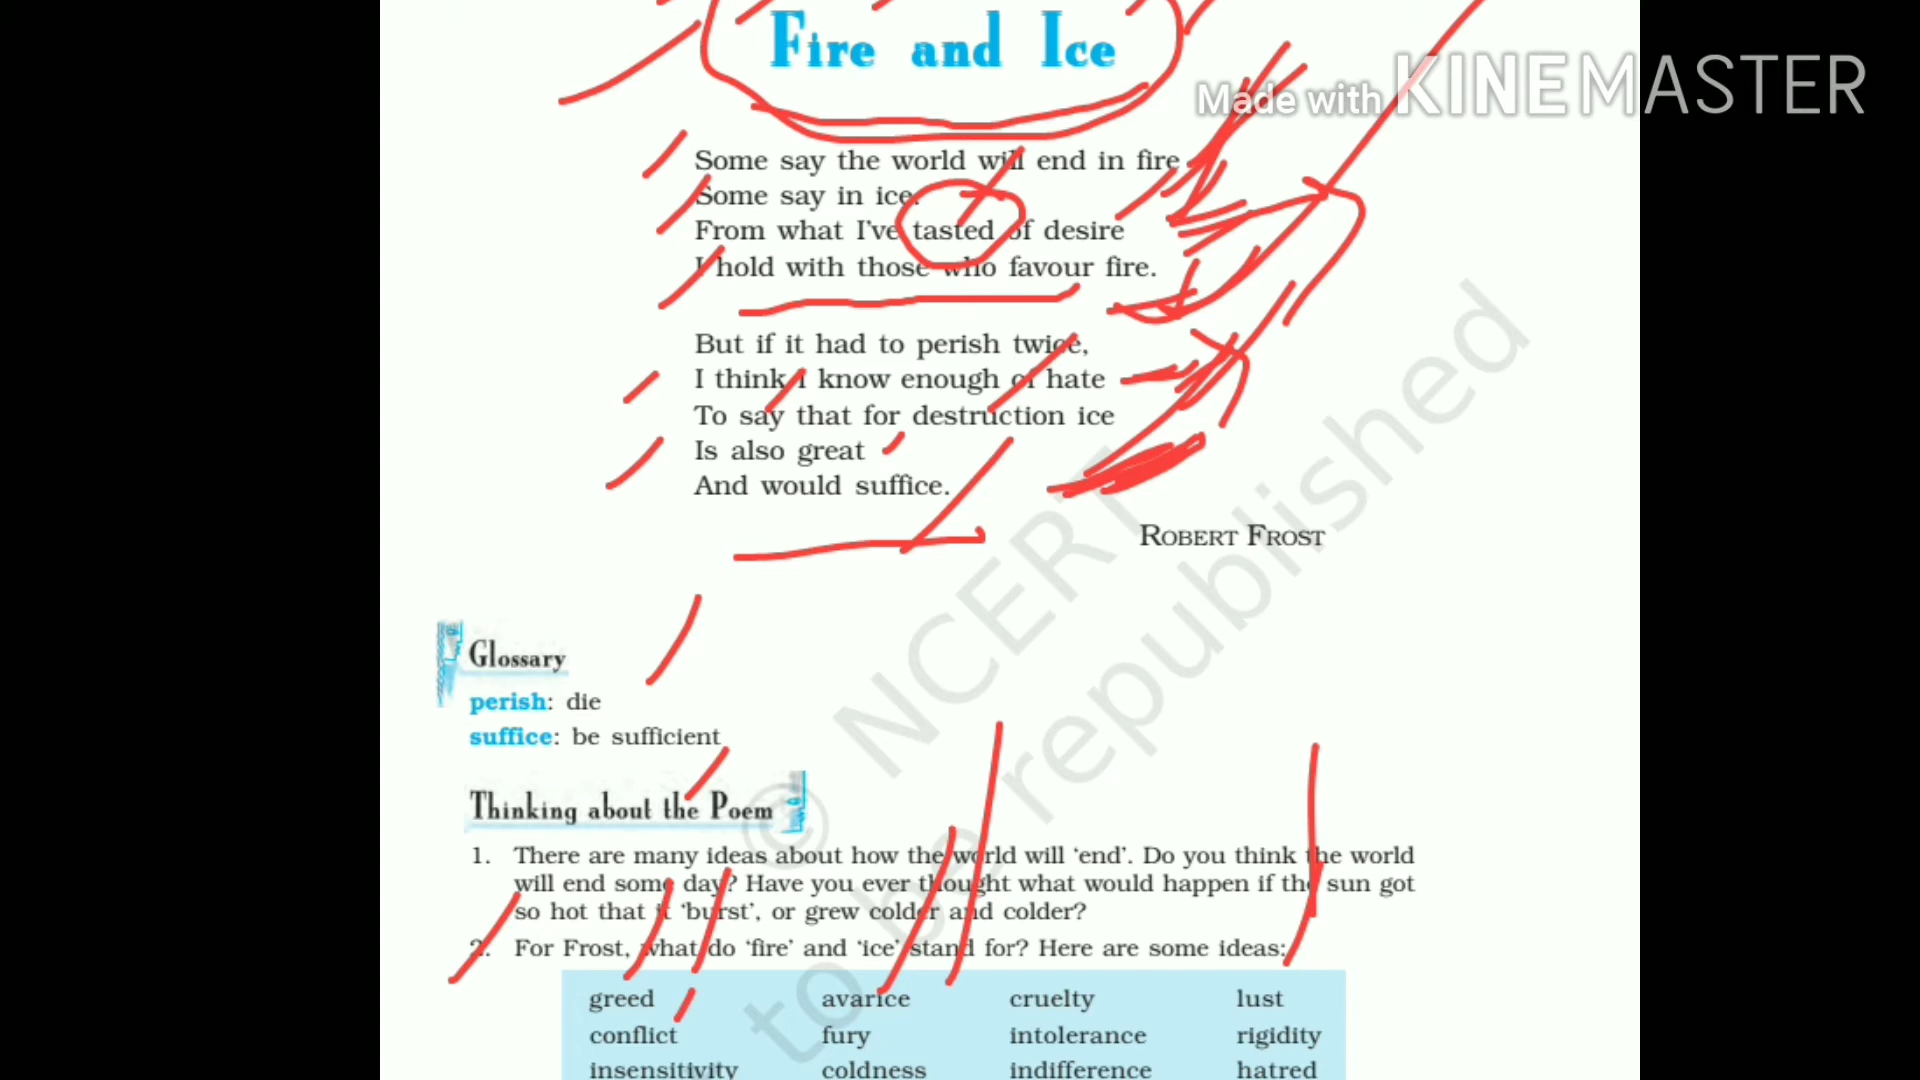 Fire and Ice
Made with KINEMASTER
Some say the world will end in fire
Some say in ice.
From what I've tasted of desire
I hold with those who favour fire.
But if it had to perish twice,
I think I know enough of hate
To say that for destruction ice
Is also great
And would suffice.
ROBERT FROST
Glossary
perish: die
suffice: be sufficient
Thinking about the Poem
1. There are many ideas about how the world will ‘end’. Do you think the world
will end some day? Have you ever thought what would happen if the sun got
so hot that it ‘burst’, or grew colder and colder?
2. For Frost, what do ‘fire’ and ‘ice’ stand for? Here are some ideas:
greed avarice cruelty lust
conflict fury intolerance rigidity
insensitivity coldness indifference hatred
© NCERT
to be republished